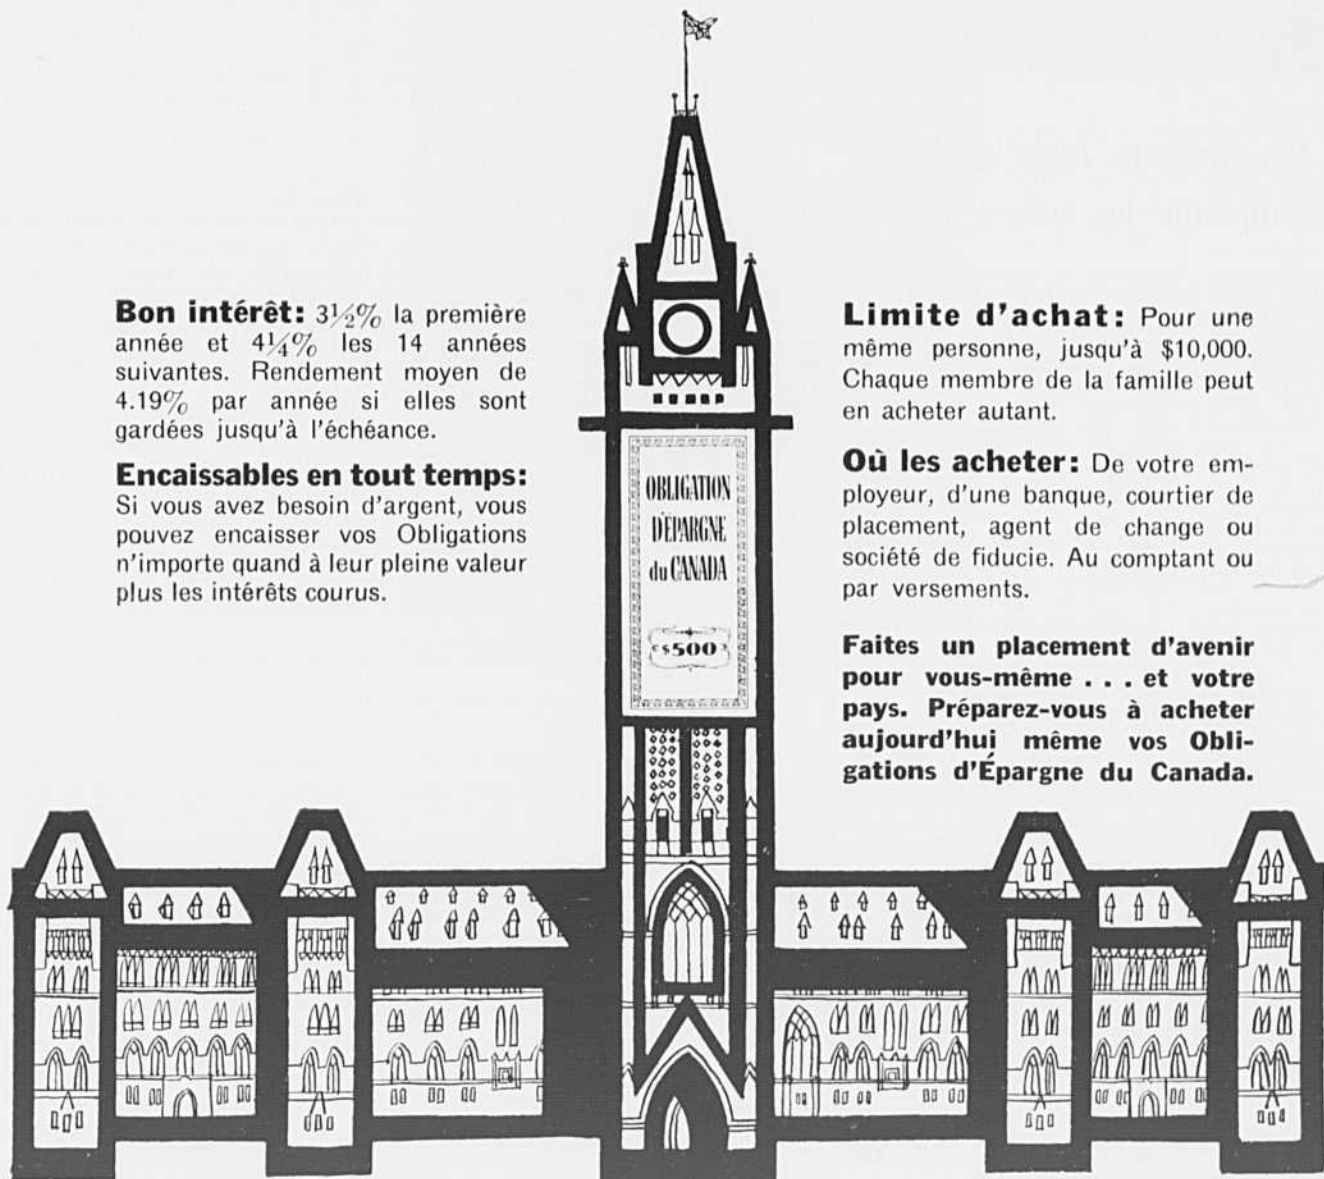 Bon intérêt: 3½% la première
année et 4¼% les 14 années
suivantes. Rendement moyen de
4.19% par année si elles sont
gardées jusqu'à l'échéance.
Encaissables en tout temps:
Si vous avez besoin d'argent, vous
pouvez encaisser vos Obligations
n'importe quand à leur pleine valeur
plus les intérêts courus.
OBLIGATION
D'ÉPARGNE
du CANADA
$500
Limite d'achat: Pour une
même personne, jusqu'à $10,000.
Chaque membre de la famille peut
en acheter autant.
Où les acheter: De votre em-
ployeur, d'une banque, courtier de
placement, agent de change ou
société de fiducie. Au comptant ou
par versements.
Faites un placement d'avenir
pour vous-même . . . et votre
pays. Préparez-vous à acheter
aujourd'hui même vos Obli-
gations d'Épargne du Canada.